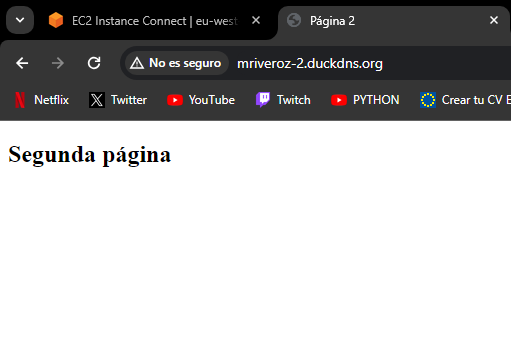 EC2 Instance Connect | eu-west
Página 2
No es seguro
mriveroz-2.duckdns.org
Netflix
Twitter
YouTube
Twitch
PYTHON
Crear tu CV E
Segunda página